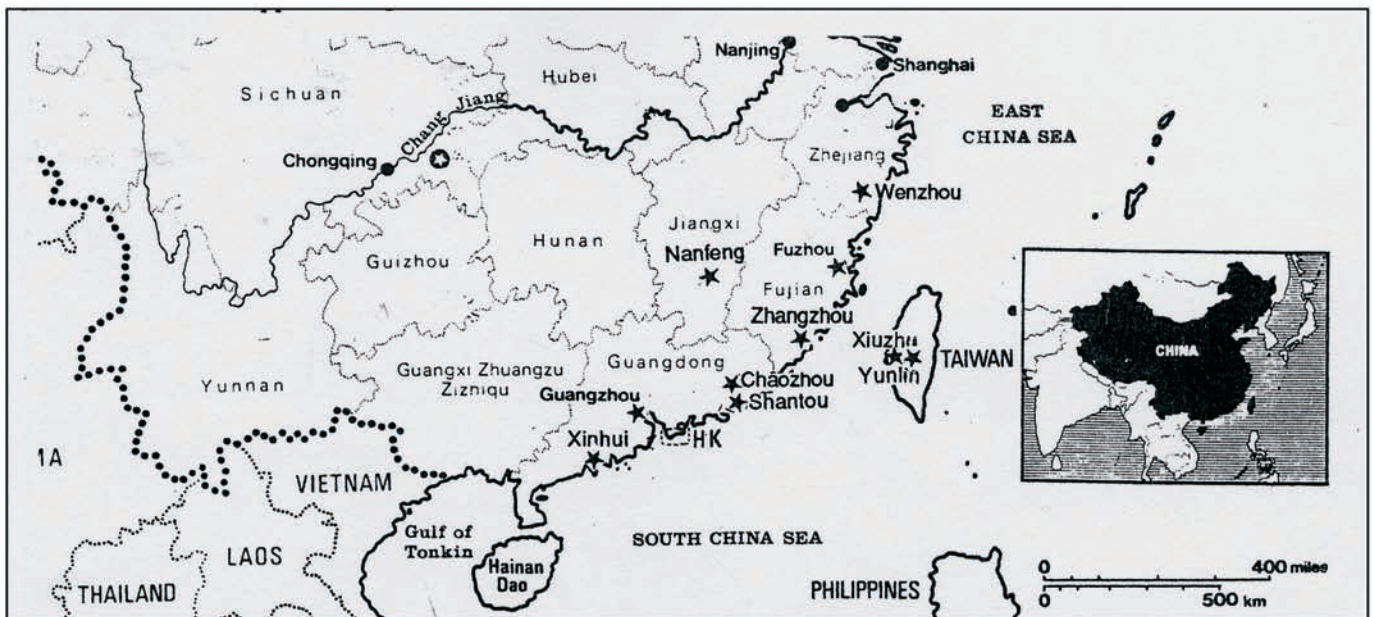 Nanjing
Shanghai
Hubei
Sichuan
Chang Jiang
EAST
CHINA SEA
Chongqing
Zhejiang
Wenzhou
Jiangxi
Nanfeng
Hunan
Guizhou
Fuzhou
Fujian
Zhangzhou
Xiuzhu
Yunlin
TAIWAN
CHINA
Guangdong
Guangxi Zhuangzu
Zizniqu
Yunnan
Chaozhou
Shantou
Guangzhou
Xinhui
HK
1A
VIETNAM
LAOS
Gulf of
Tonkin
Hainan
Dao
SOUTH CHINA SEA
THAILAND
PHILIPPINES
0 400 miles
0 500 km